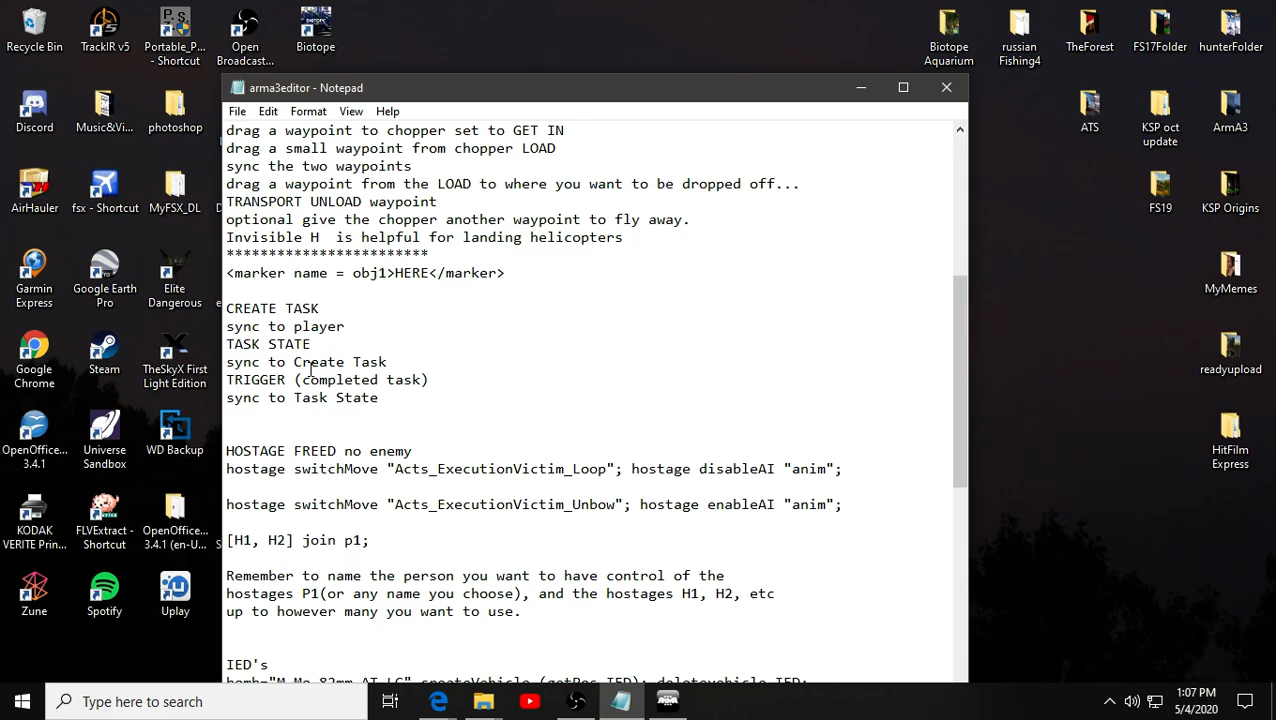 Recycle Bin
TrackIR v5
Portable_P...
- Shortcut
Open
Broadcast...
Biotope
Biotope
Aquarium
russian
Fishing4
TheForest
FS17Folder
hunterFolder
arma3editor - Notepad
File Edit Format View Help
drag a waypoint to chopper set to GET IN
drag a small waypoint from chopper LOAD
sync the two waypoints
drag a waypoint from the LOAD to where you want to be dropped off...
TRANSPORT UNLOAD waypoint
optional give the chopper another waypoint to fly away.
Invisible H  is helpful for landing helicopters
************************
<marker name = obj1>HERE</marker>
CREATE TASK
sync to player
TASK STATE
sync to Create Task
TRIGGER (completed task)
sync to Task State
HOSTAGE FREED no enemy
hostage switchMove "Acts_ExecutionVictim_Loop"; hostage disableAI "anim";
hostage switchMove "Acts_ExecutionVictim_Unbow"; hostage enableAI "anim";
[H1, H2] join p1;
Remember to name the person you want to have control of the
hostages P1(or any name you choose), and the hostages H1, H2, etc
up to however many you want to use.
IED's
Discord
Music&Vi...
photoshop
AirHauler
fsx - Shortcut
MyFSX_DL
Garmin
Express
Google Earth
Pro
Elite
Dangerous
Google
Chrome
Steam
TheSkyX First
Light Edition
OpenOffice...
3.4.1
Universe
Sandbox
WD Backup
KODAK
VERITE Prin...
FLVExtract -
Shortcut
OpenOffice...
3.4.1 (en-U...
Zune
Spotify
Uplay
ATS
KSP oct
update
ArmA3
FS19
KSP Origins
MyMemes
readyupload
HitFilm
Express
Type here to search
1:07 PM
5/4/2020